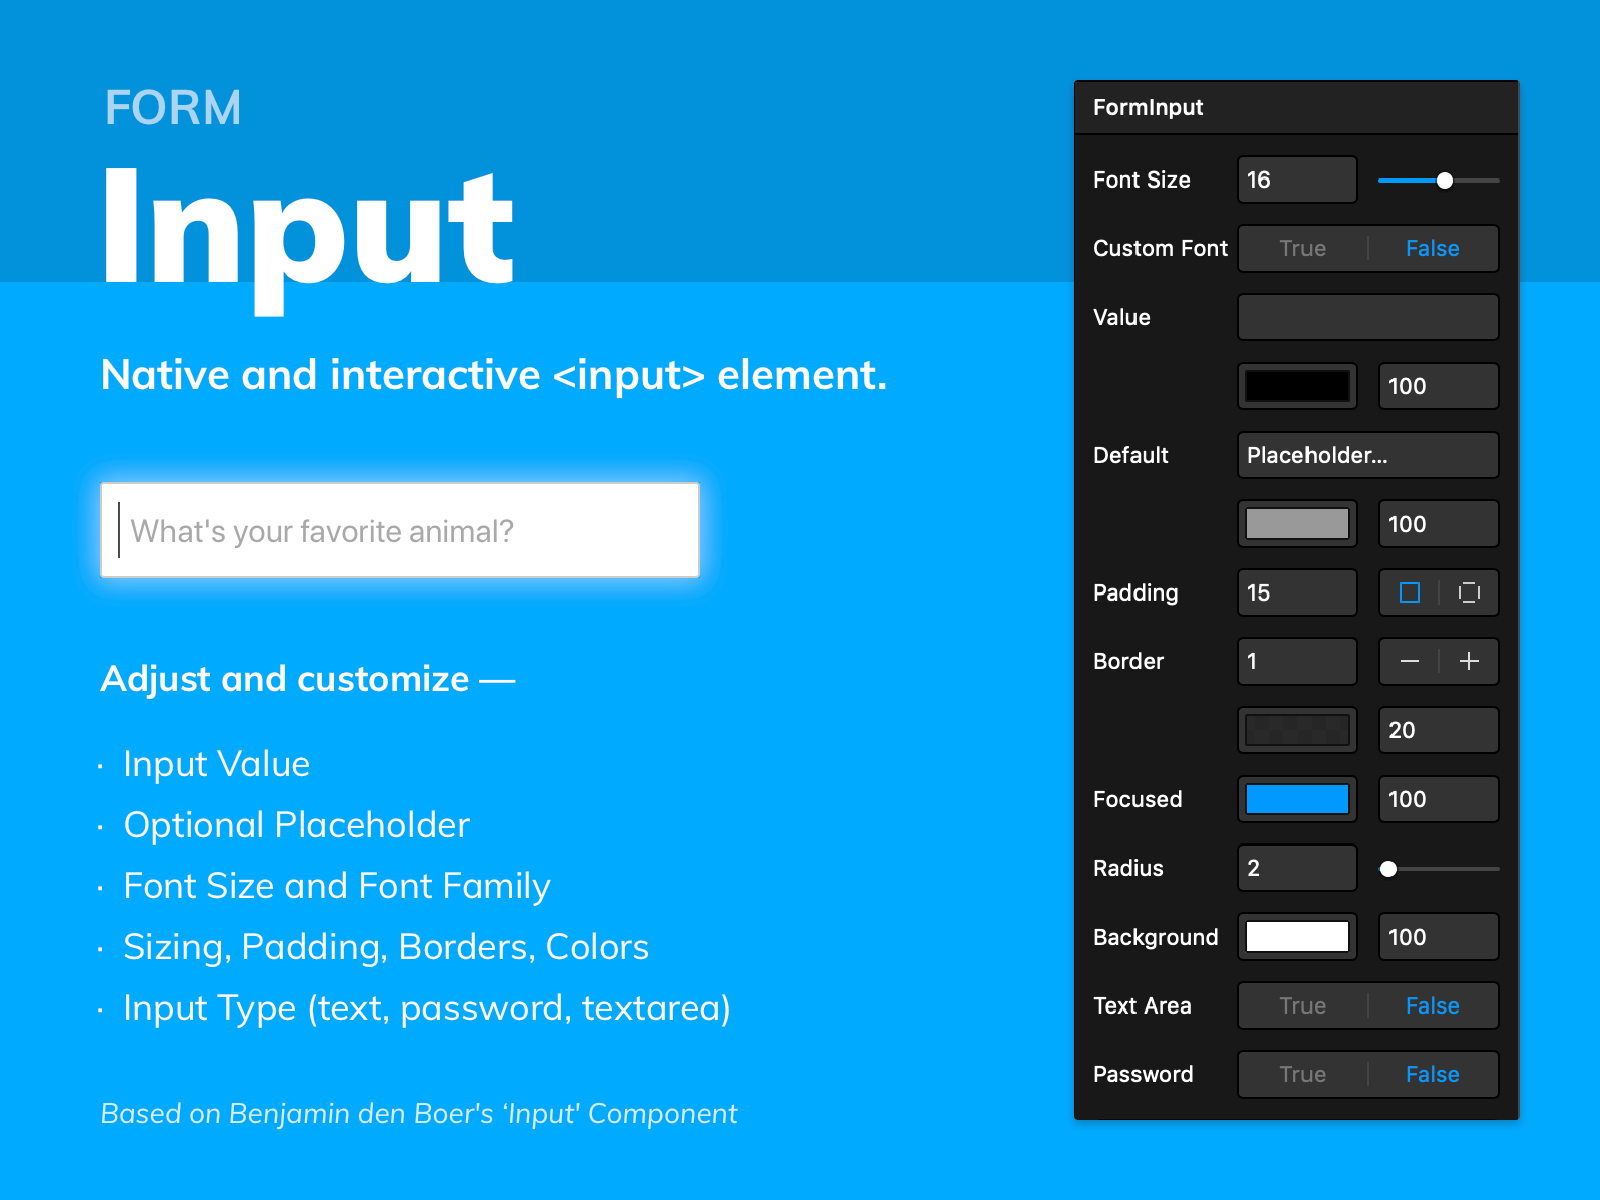 FORM
Input
Native and interactive <input> element.
What's your favorite animal?
Adjust and customize —
· Input Value
· Optional Placeholder
· Font Size and Font Family
· Sizing, Padding, Borders, Colors
· Input Type (text, password, textarea)
Based on Benjamin den Boer's ‘Input' Component
FormInput
Font Size 16
Custom Font True False
Value
100
Default Placeholder...
100
Padding 15
Border 1
20
Focused 100
Radius 2
Background 100
Text Area True False
Password True False